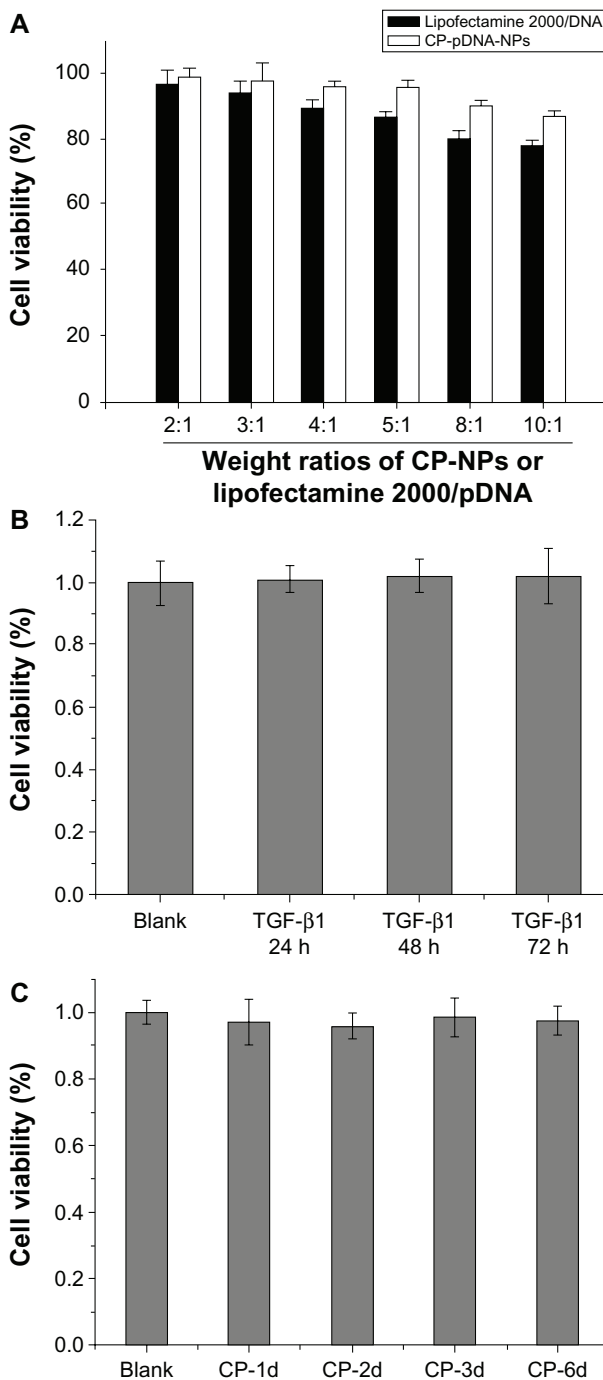 A
Lipofectamine 2000/DNA
CP-pDNA-NPs
Cell viability (%)
100
80
60
40
20
0
2:1 3:1 4:1 5:1 8:1 10:1
Weight ratios of CP-NPs or
lipofectamine 2000/pDNA
B
Cell viability (%)
1.2
1.0
0.8
0.6
0.4
0.2
0.0
Blank TGF-β1 TGF-β1 TGF-β1
24 h 48 h 72 h
C
Cell viability (%)
1.0
0.8
0.6
0.4
0.2
0.0
Blank CP-1d CP-2d CP-3d CP-6d